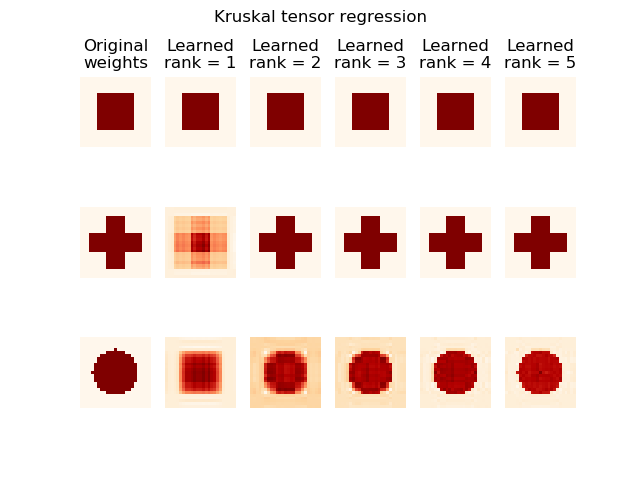 Kruskal tensor regression
Original Learned Learned Learned Learned Learned
weights rank = 1 rank = 2 rank = 3 rank = 4 rank = 5